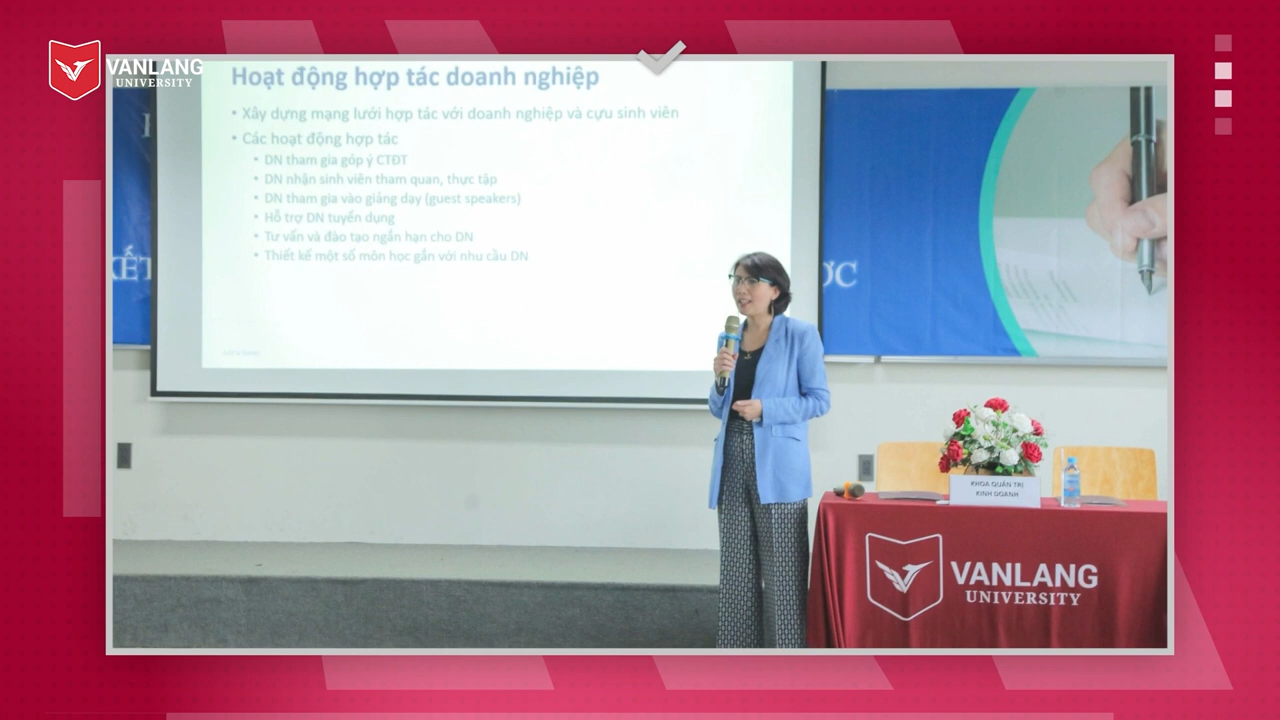 VANLANG
UNIVERSITY
Hoạt động hợp tác doanh nghiệp
• Xây dựng mạng lưới hợp tác với doanh nghiệp và cựu sinh viên
• Các hoạt động hợp tác
• DN tham gia góp ý CTĐT
• DN nhận sinh viên tham quan, thực tập
• DN tham gia vào giảng dạy (guest speakers)
• Hỗ trợ DN tuyển dụng
• Tư vấn và đào tạo ngắn hạn cho DN
• Thiết kế một số môn học gắn với nhu cầu DN
KHOA QUẢN TRỊ
KINH DOANH
VANLANG
UNIVERSITY